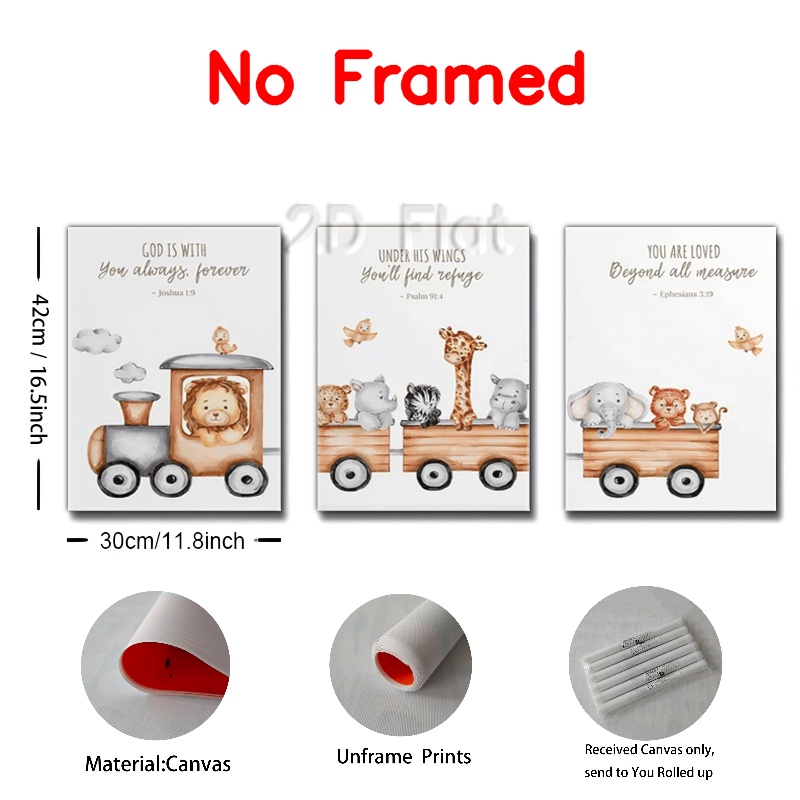 No Framed
2D Flat
GOD IS WITH
You always, forever
~ Joshua 1:9
UNDER HIS WINGS
You'll find refuge
~ Psalm 91:4
YOU ARE LOVED
Beyond all measure
~ Ephesians 3:19
42cm / 16.5inch
30cm/11.8inch
Material:Canvas
Unframe Prints
Received Canvas only,
send to You Rolled up